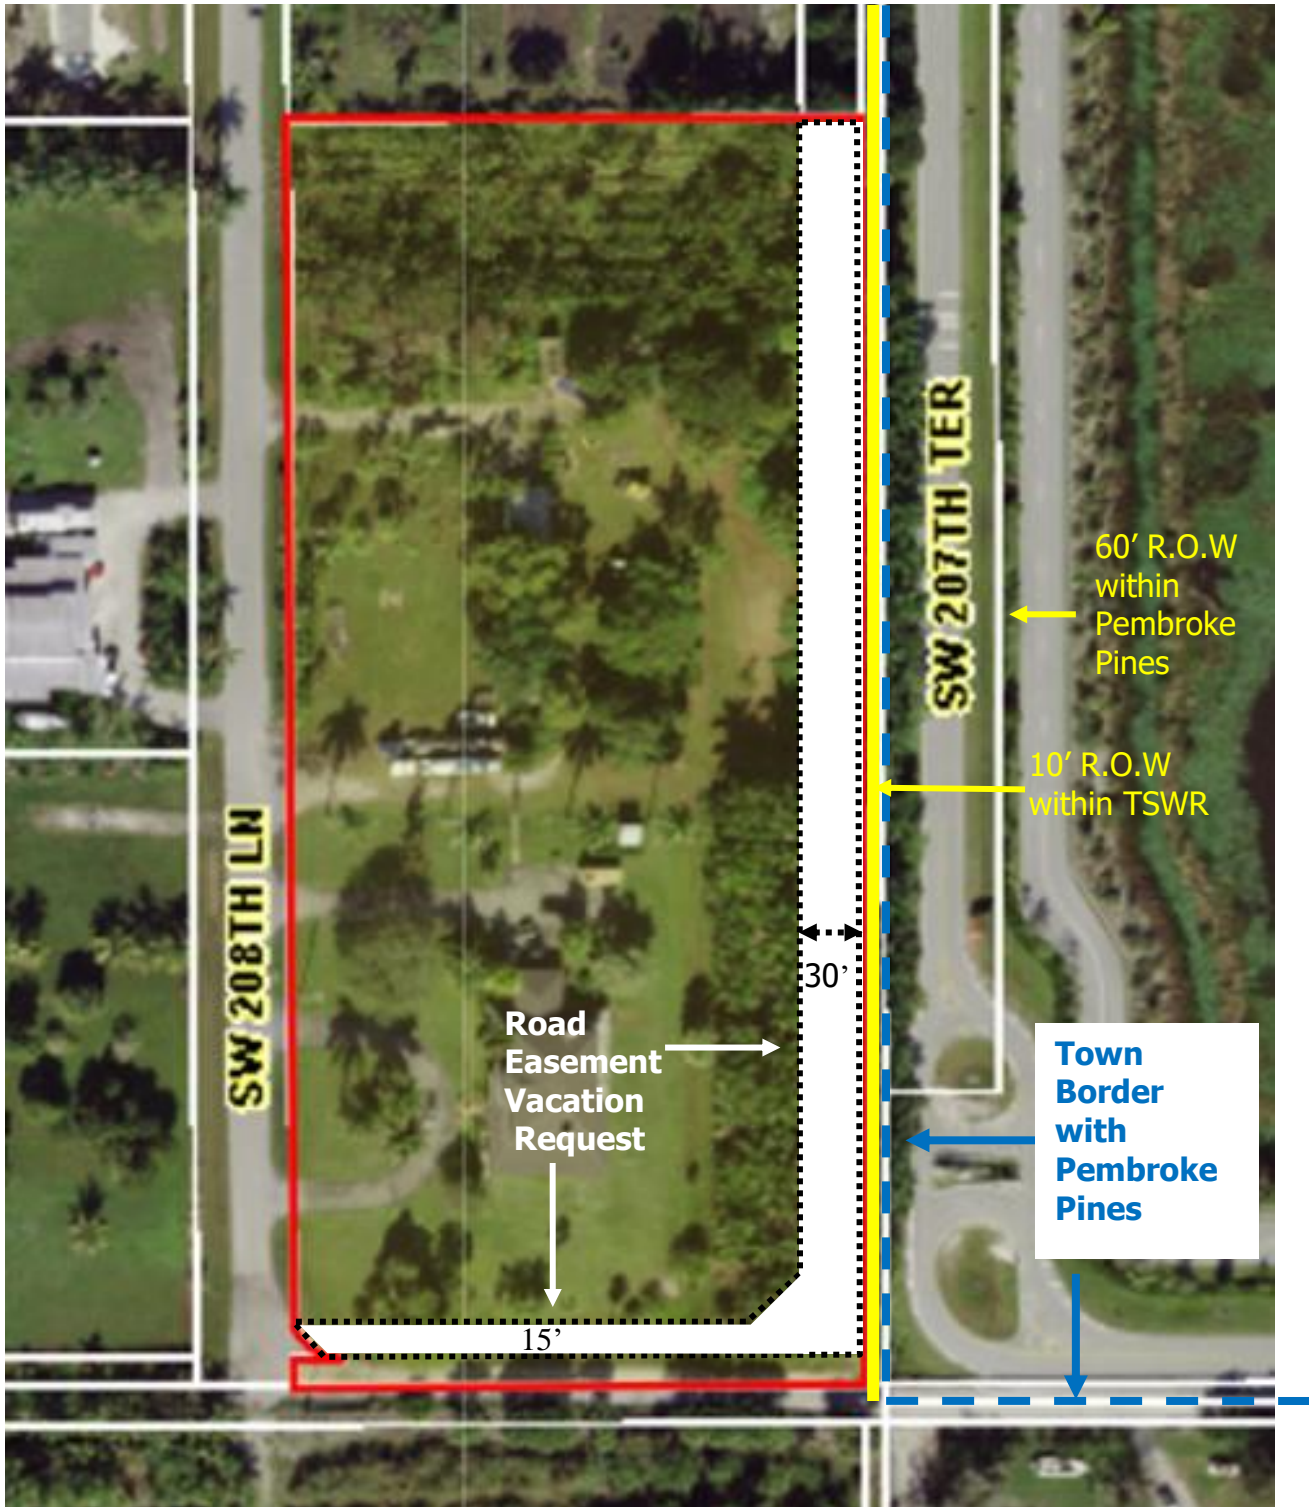 SW 208TH LN
SW 207TH TER
60’ R.O.W
within
Pembroke
Pines
10’ R.O.W
within TSWR
30’
Road
Easement
Vacation
Request
Town
Border
with
Pembroke
Pines
15’